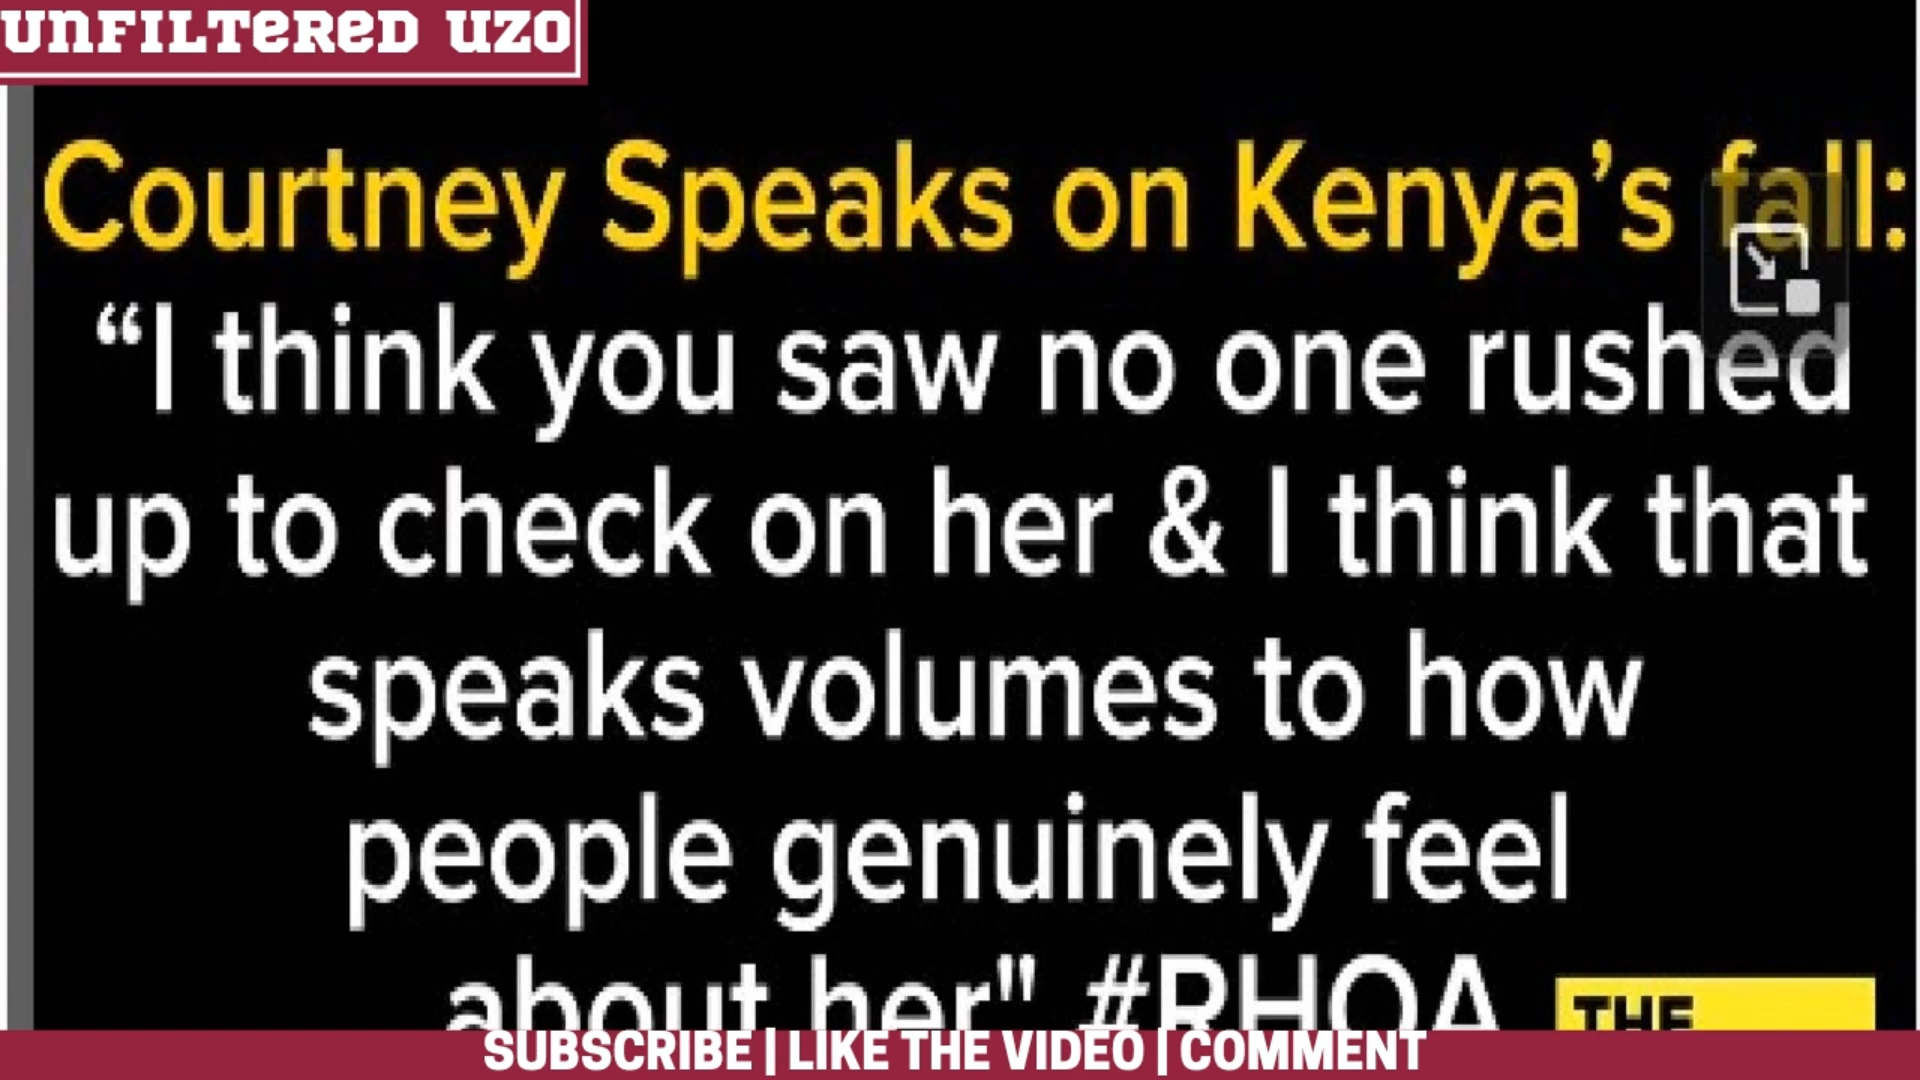 UNFILTERED UZO
Courtney Speaks on Kenya’s fall:
“I think you saw no one rushed
up to check on her & I think that
speaks volumes to how
people genuinely feel
about her" #RHOA
THE
SUBSCRIBE | LIKE THE VIDEO | COMMENT